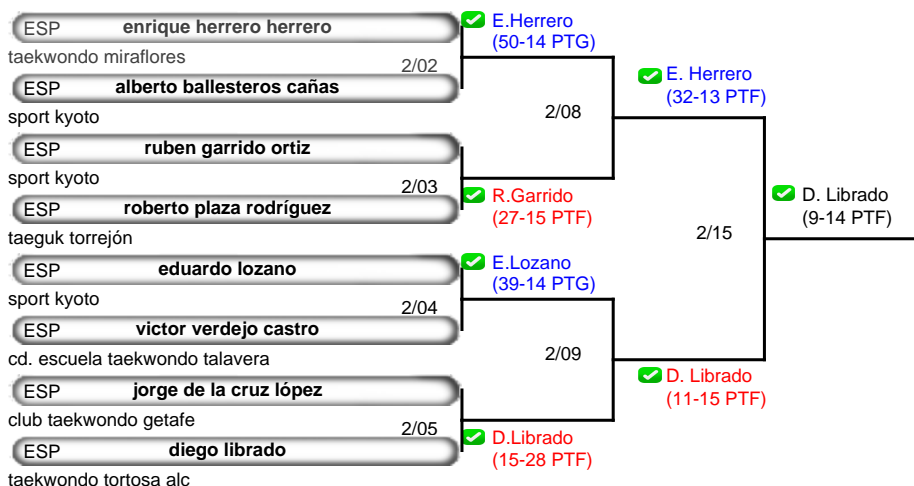 ESP enrique herrero herrero
taekwondo miraflores
2/02
ESP alberto ballesteros cañas
sport kyoto
E.Herrero
(50-14 PTG)
ESP ruben garrido ortiz
sport kyoto
2/03
ESP roberto plaza rodríguez
taeguk torrejón
R.Garrido
(27-15 PTF)
2/08
E. Herrero
(32-13 PTF)
ESP eduardo lozano
sport kyoto
2/04
ESP victor verdejo castro
cd. escuela taekwondo talavera
E.Lozano
(39-14 PTG)
ESP jorge de la cruz lópez
club taekwondo getafe
2/05
ESP diego librado
taekwondo tortosa alc
D.Librado
(15-28 PTF)
2/09
D. Librado
(11-15 PTF)
2/15
D. Librado
(9-14 PTF)